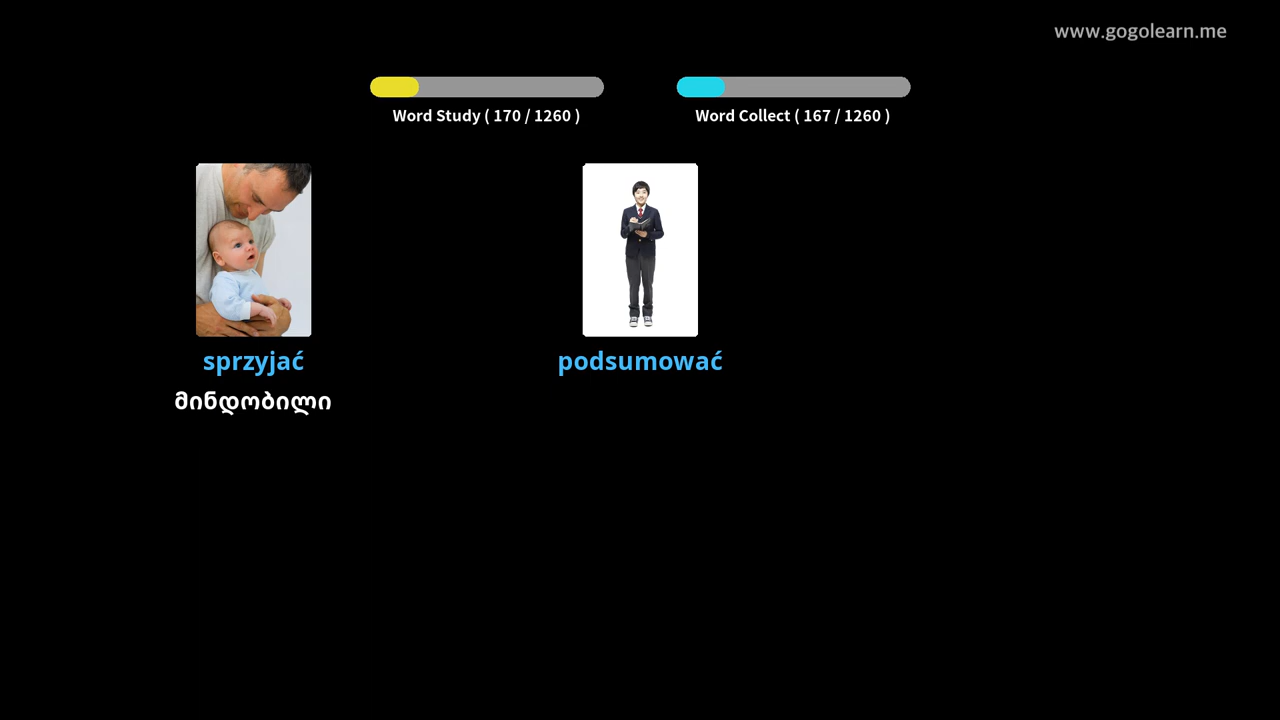 www.gogolearn.me
Word Study ( 170 / 1260 )
Word Collect ( 167 / 1260 )
sprzyjać
podsumować
მინდობილი